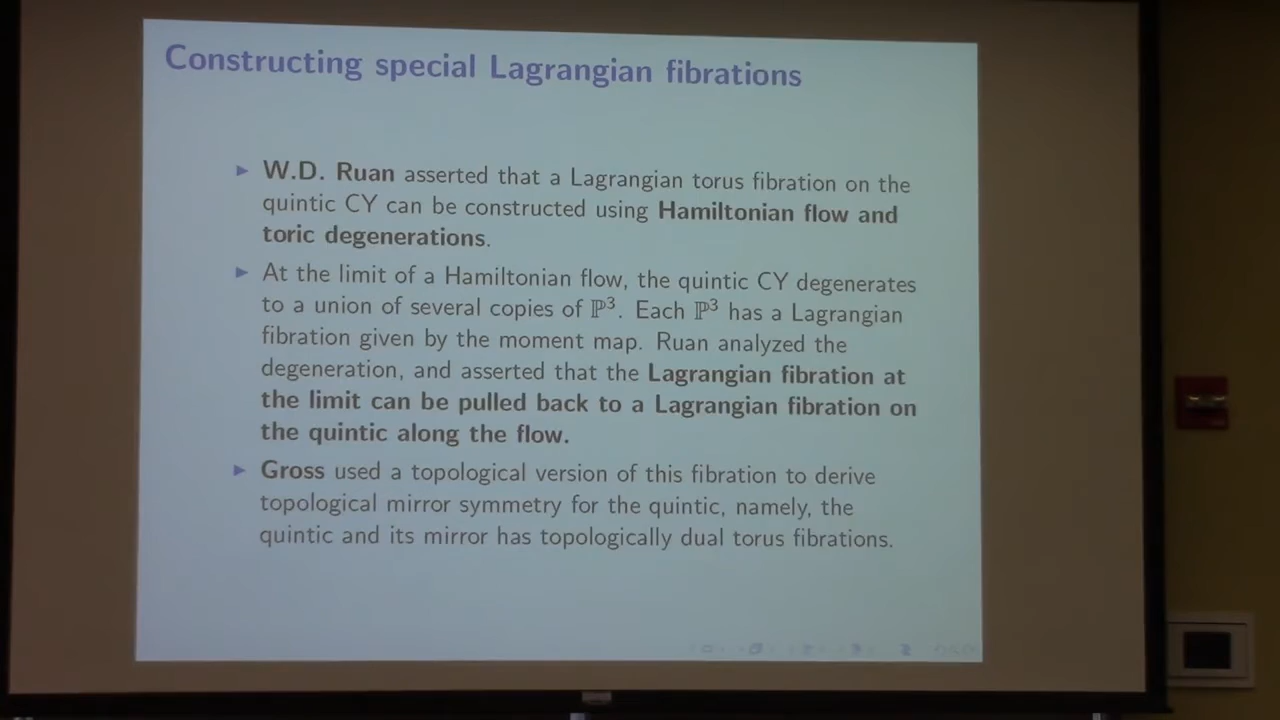 Constructing special Lagrangian fibrations
▶ W.D. Ruan asserted that a Lagrangian torus fibration on the
quintic CY can be constructed using Hamiltonian flow and
toric degenerations.
▶ At the limit of a Hamiltonian flow, the quintic CY degenerates
to a union of several copies of ℙ³. Each ℙ³ has a Lagrangian
fibration given by the moment map. Ruan analyzed the
degeneration, and asserted that the Lagrangian fibration at
the limit can be pulled back to a Lagrangian fibration on
the quintic along the flow.
▶ Gross used a topological version of this fibration to derive
topological mirror symmetry for the quintic, namely, the
quintic and its mirror has topologically dual torus fibrations.